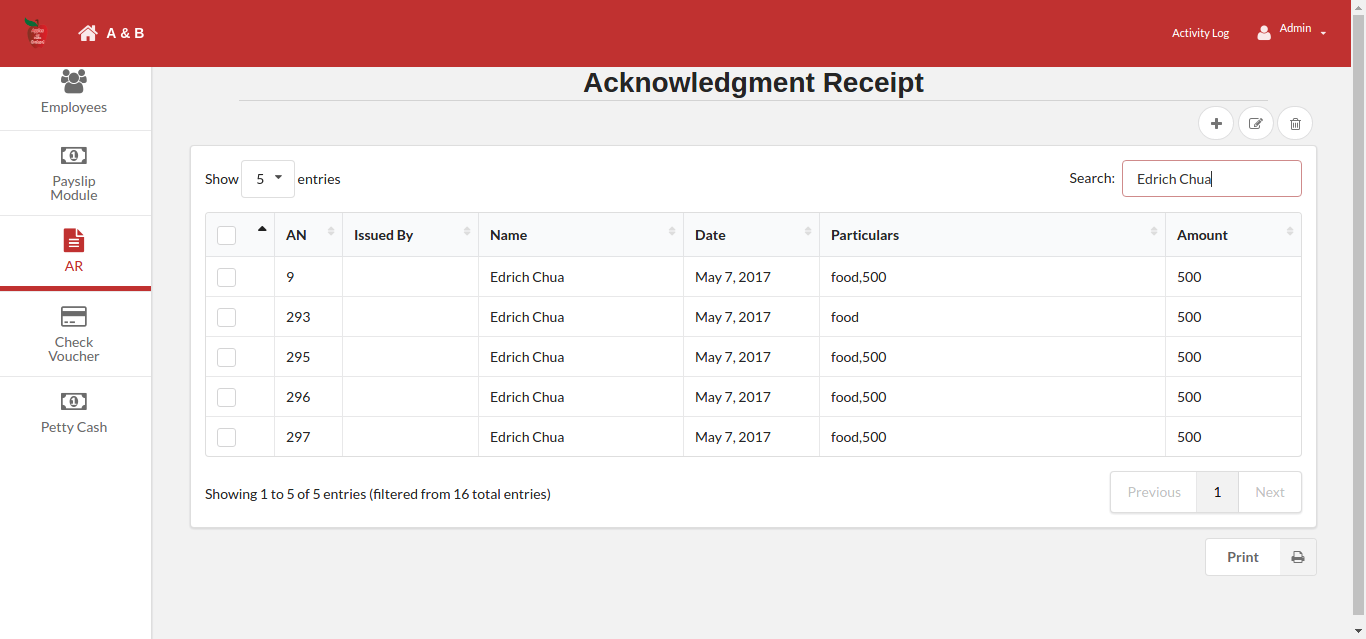 A & B
Activity Log
Admin
Employees
Payslip
Module
AR
Check
Voucher
Petty Cash
Acknowledgment Receipt
Show 5 entries
Search: Edrich Chua
AN Issued By Name Date Particulars Amount
9 Edrich Chua May 7, 2017 food,500 500
293 Edrich Chua May 7, 2017 food 500
295 Edrich Chua May 7, 2017 food,500 500
296 Edrich Chua May 7, 2017 food,500 500
297 Edrich Chua May 7, 2017 food,500 500
Showing 1 to 5 of 5 entries (filtered from 16 total entries)
Previous 1 Next
Print